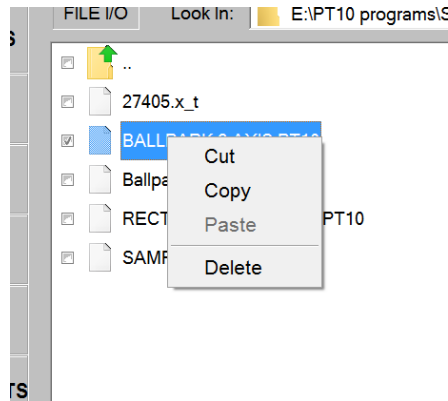 FILE I/O Look In: E:\PT10 programs\S
..
27405.x_t
Cut
Copy
Paste
Delete
PT10
TS